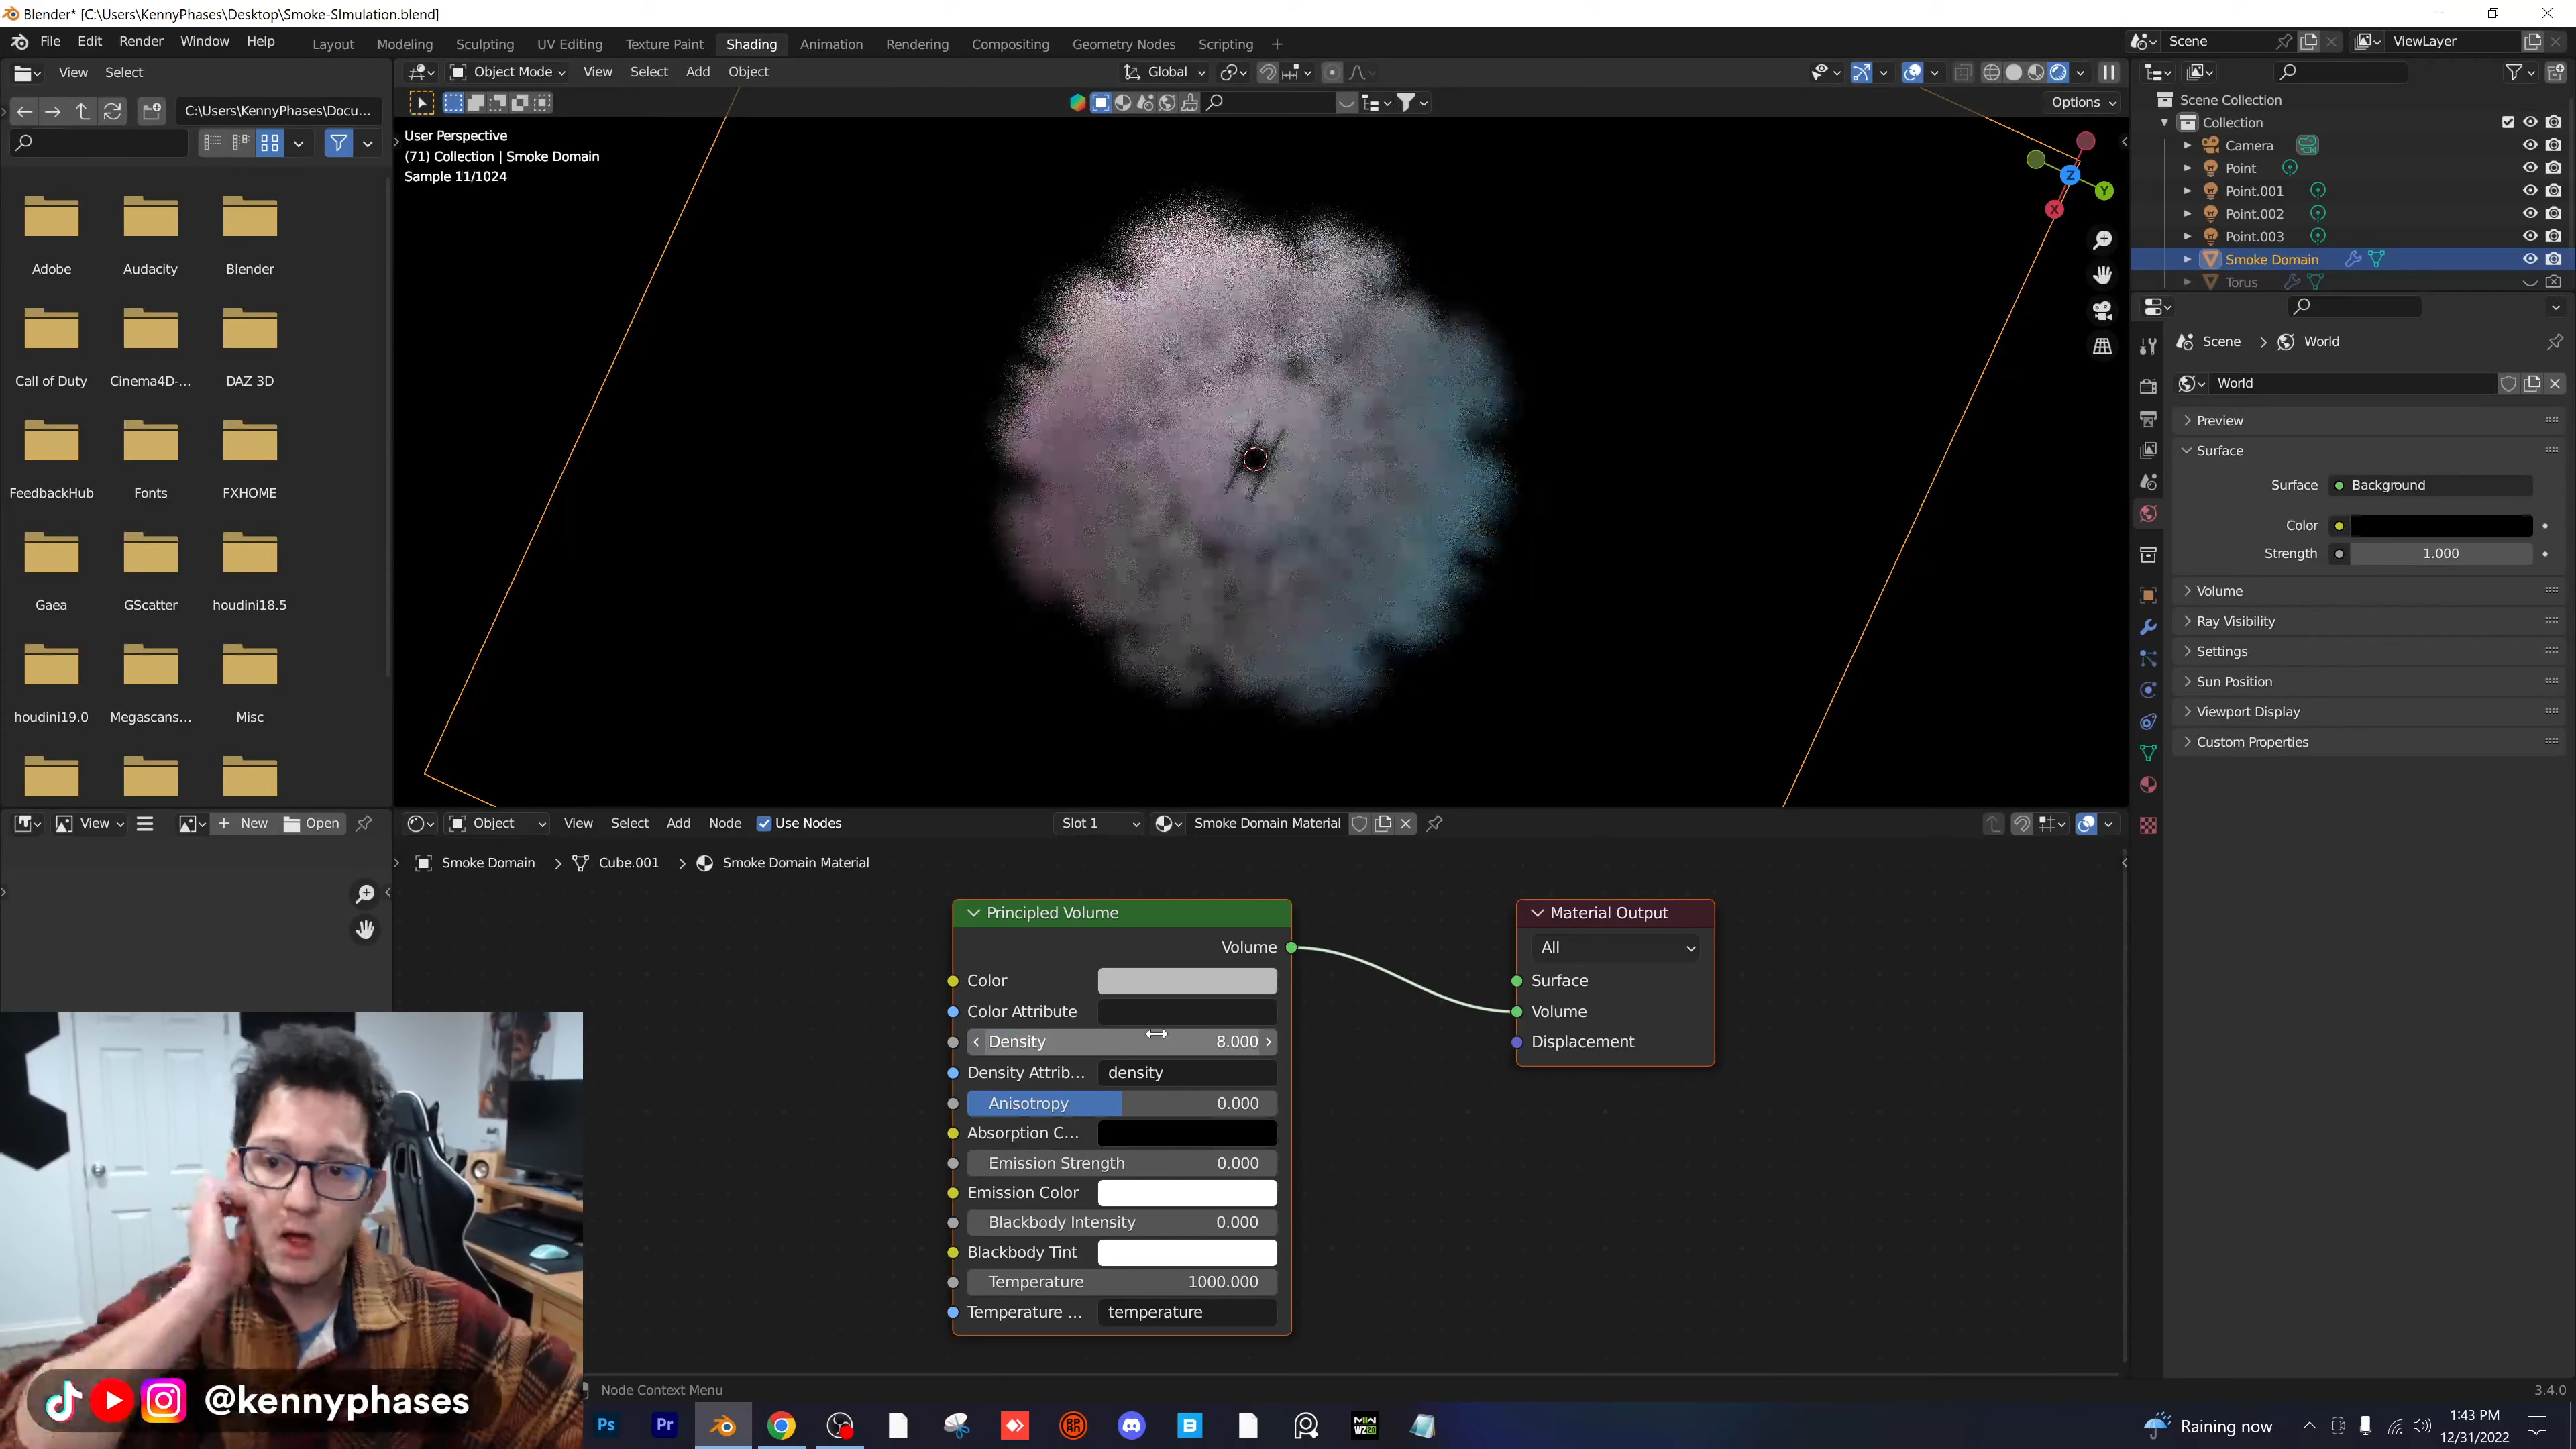 Blender* [C:\Users\KennyPhases\Desktop\Smoke-SImulation.blend]
File Edit Render Window Help
Layout Modeling Sculpting UV Editing Texture Paint Shading Animation Rendering Compositing Geometry Nodes Scripting
Scene
ViewLayer
View Select
C:\Users\KennyPhases\Docu...
Adobe Audacity Blender
Call of Duty Cinema4D-... DAZ 3D
FeedbackHub Fonts FXHOME
Gaea GScatter houdini18.5
houdini19.0 Megascans... Misc
Object Mode View Select Add Object
Global
Options
User Perspective
(71) Collection | Smoke Domain
Sample 11/1024
Z
Y
X
Scene Collection
Collection
Camera
Point
Point.001
Point.002
Point.003
Smoke Domain
Torus
Scene > World
World
Preview
Surface
Surface Background
Color
Strength 1.000
Volume
Ray Visibility
Settings
Sun Position
Viewport Display
Custom Properties
View New Open
Object View Select Add Node Use Nodes
Slot 1 Smoke Domain Material
Smoke Domain > Cube.001 > Smoke Domain Material
Principled Volume
Volume
Color
Color Attribute
Density 8.000
Density Attrib... density
Anisotropy 0.000
Absorption C...
Emission Strength 0.000
Emission Color
Blackbody Intensity 0.000
Blackbody Tint
Temperature 1000.000
Temperature ... temperature
Material Output
All
Surface
Volume
Displacement
@kennyphases
Node Context Menu
3.4.0
Ps Pr
B
MW
WZ2.0
Raining now
1:43 PM
12/31/2022